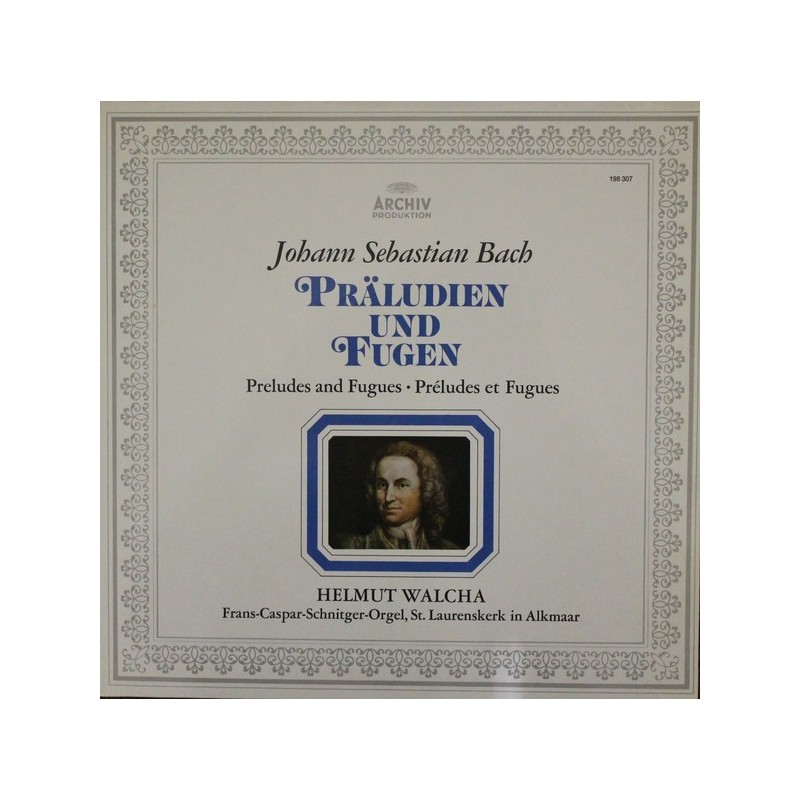 198 307
ARCHIV
PRODUKTION
Johann Sebastian Bach
PRÄLUDIEN
UND
FUGEN
Preludes and Fugues · Préludes et Fugues
HELMUT WALCHA
Frans-Caspar-Schnitger-Orgel, St. Laurenskerk in Alkmaar